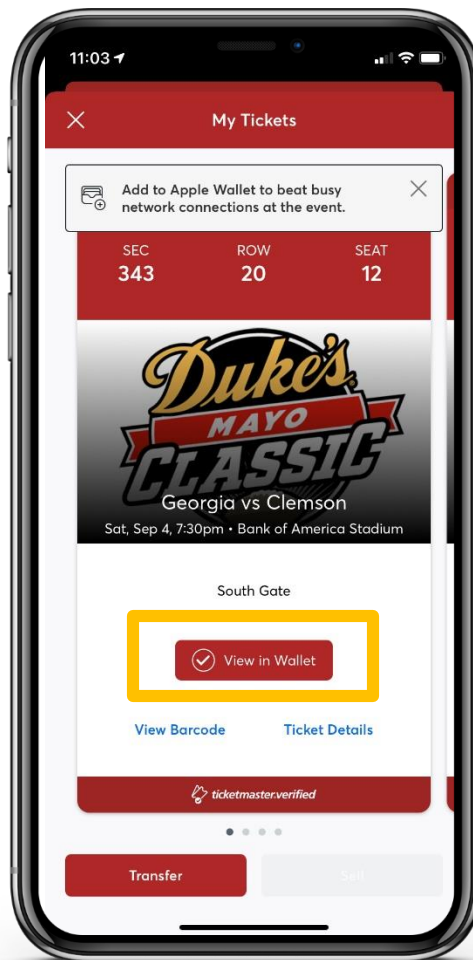 11:03
My Tickets
Add to Apple Wallet to beat busy
network connections at the event.
SEC ROW SEAT
343 20 12
Duke's
MAYO
CLASSIC
Georgia vs Clemson
Sat, Sep 4, 7:30pm • Bank of America Stadium
South Gate
View in Wallet
View Barcode Ticket Details
ticketmaster.verified
Transfer Sell